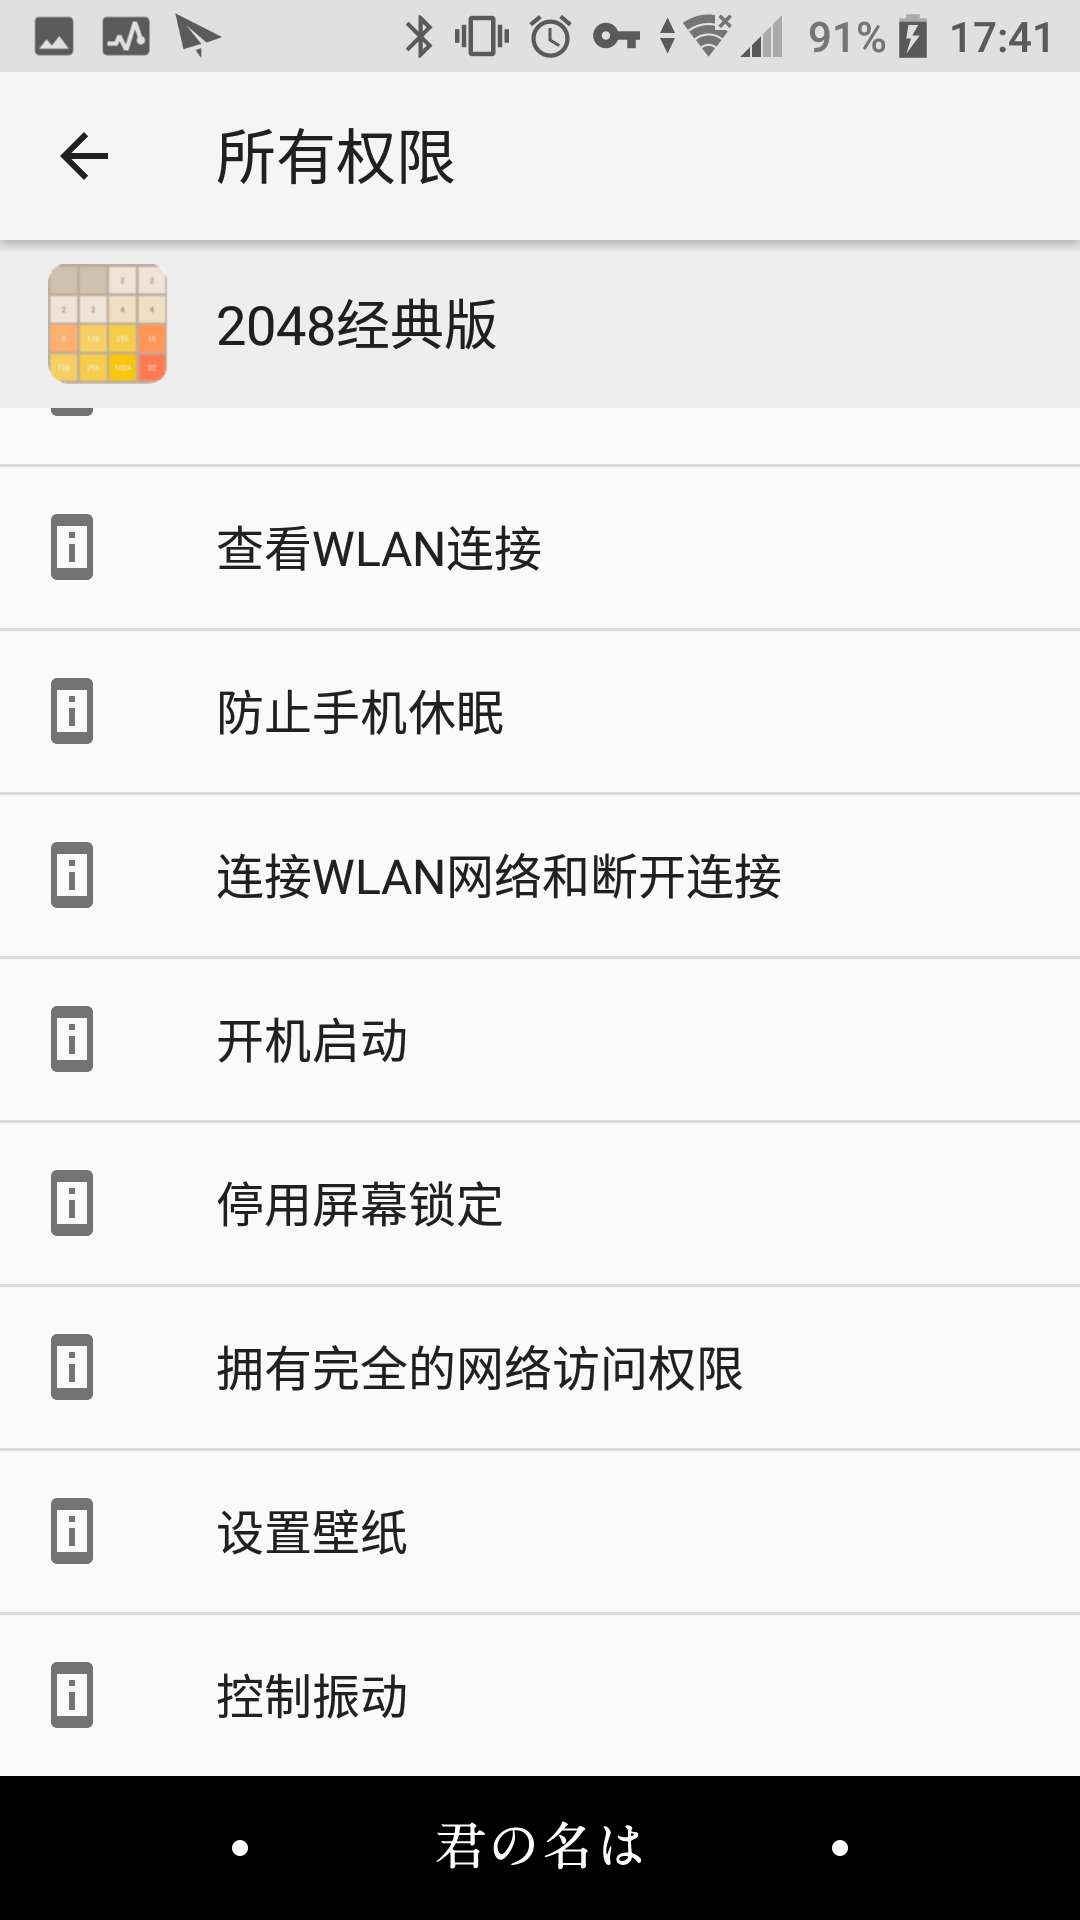 91% 17:41
所有权限
2048经典版
查看WLAN连接
防止手机休眠
连接WLAN网络和断开连接
开机启动
停用屏幕锁定
拥有完全的网络访问权限
设置壁纸
控制振动
君の名は